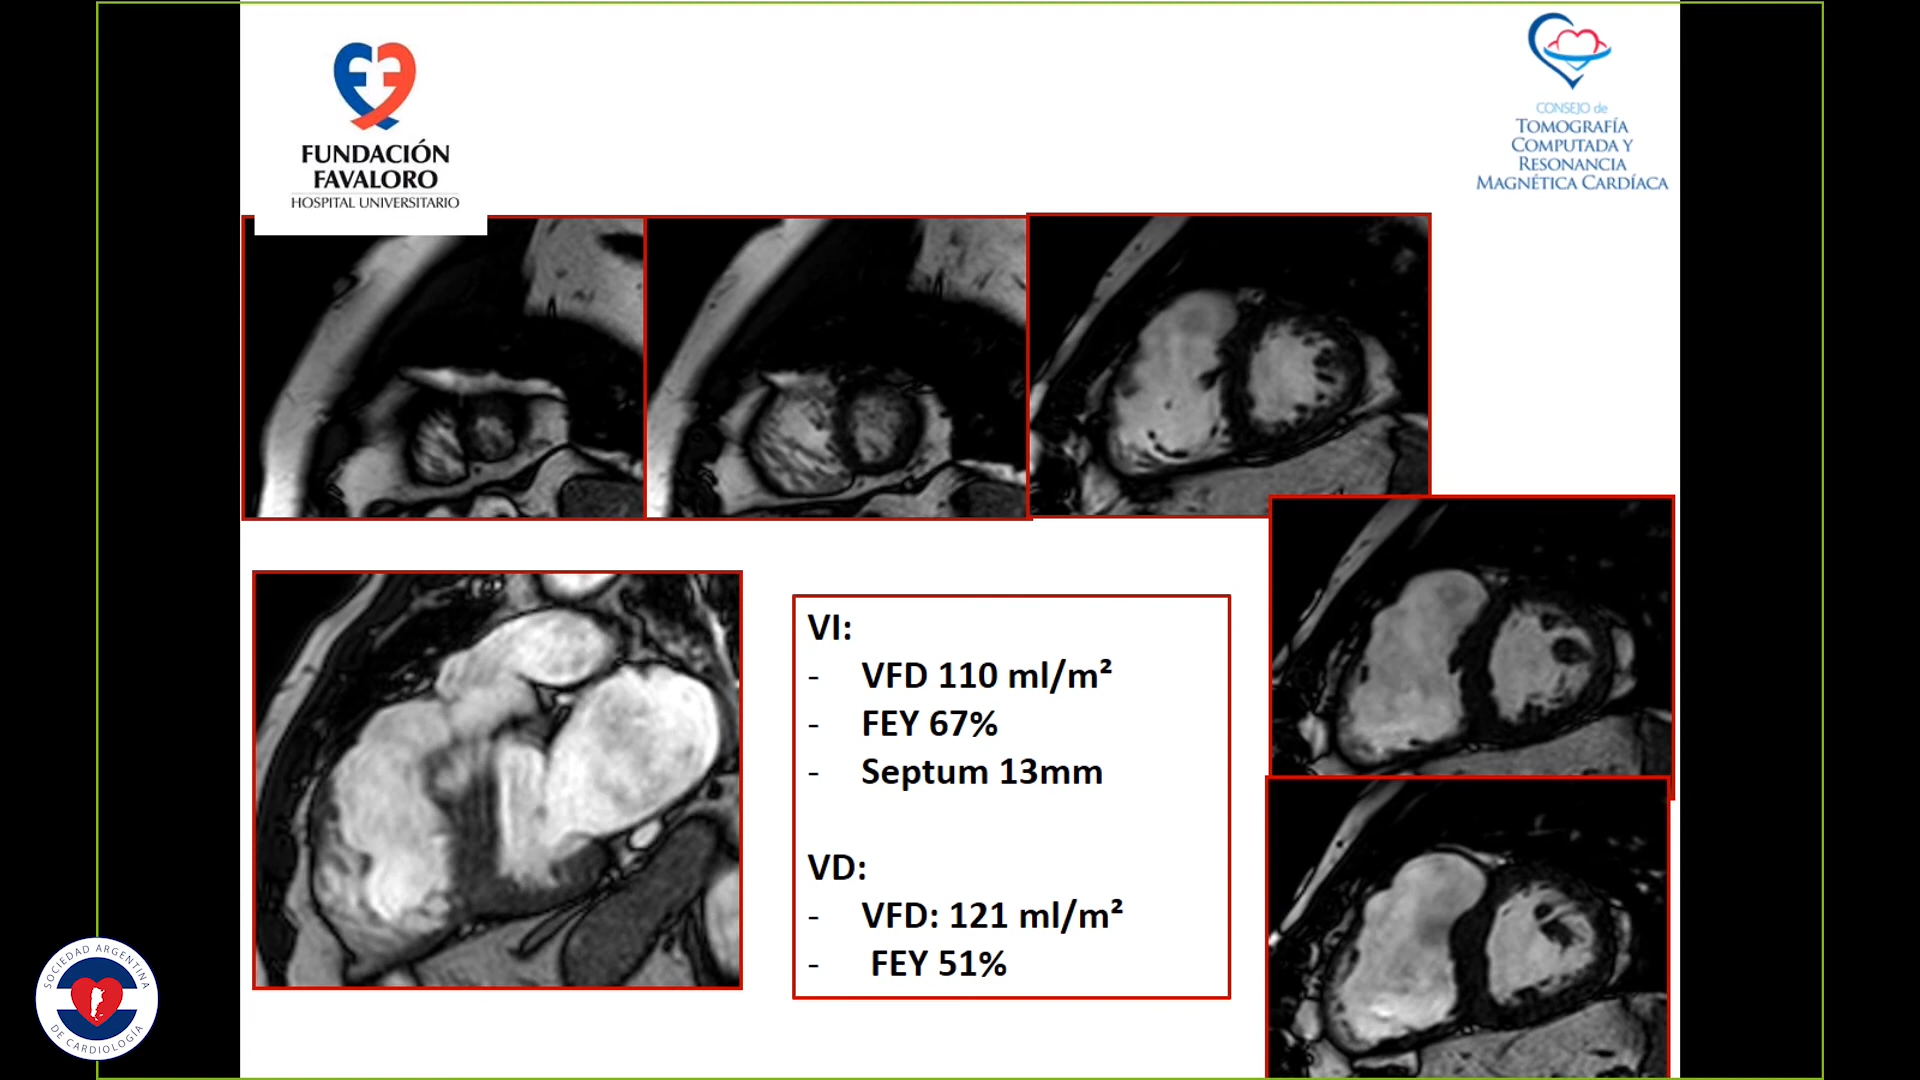 FUNDACIÓN
FAVALORO
HOSPITAL UNIVERSITARIO
CONSEJO de
TOMOGRAFÍA
COMPUTADA Y
RESONANCIA
MAGNÉTICA CARDÍACA
VI:
- VFD 110 ml/m²
- FEY 67%
- Septum 13mm
VD:
- VFD: 121 ml/m²
- FEY 51%
SOCIEDAD ARGENTINA
DE CARDIOLOGÍA